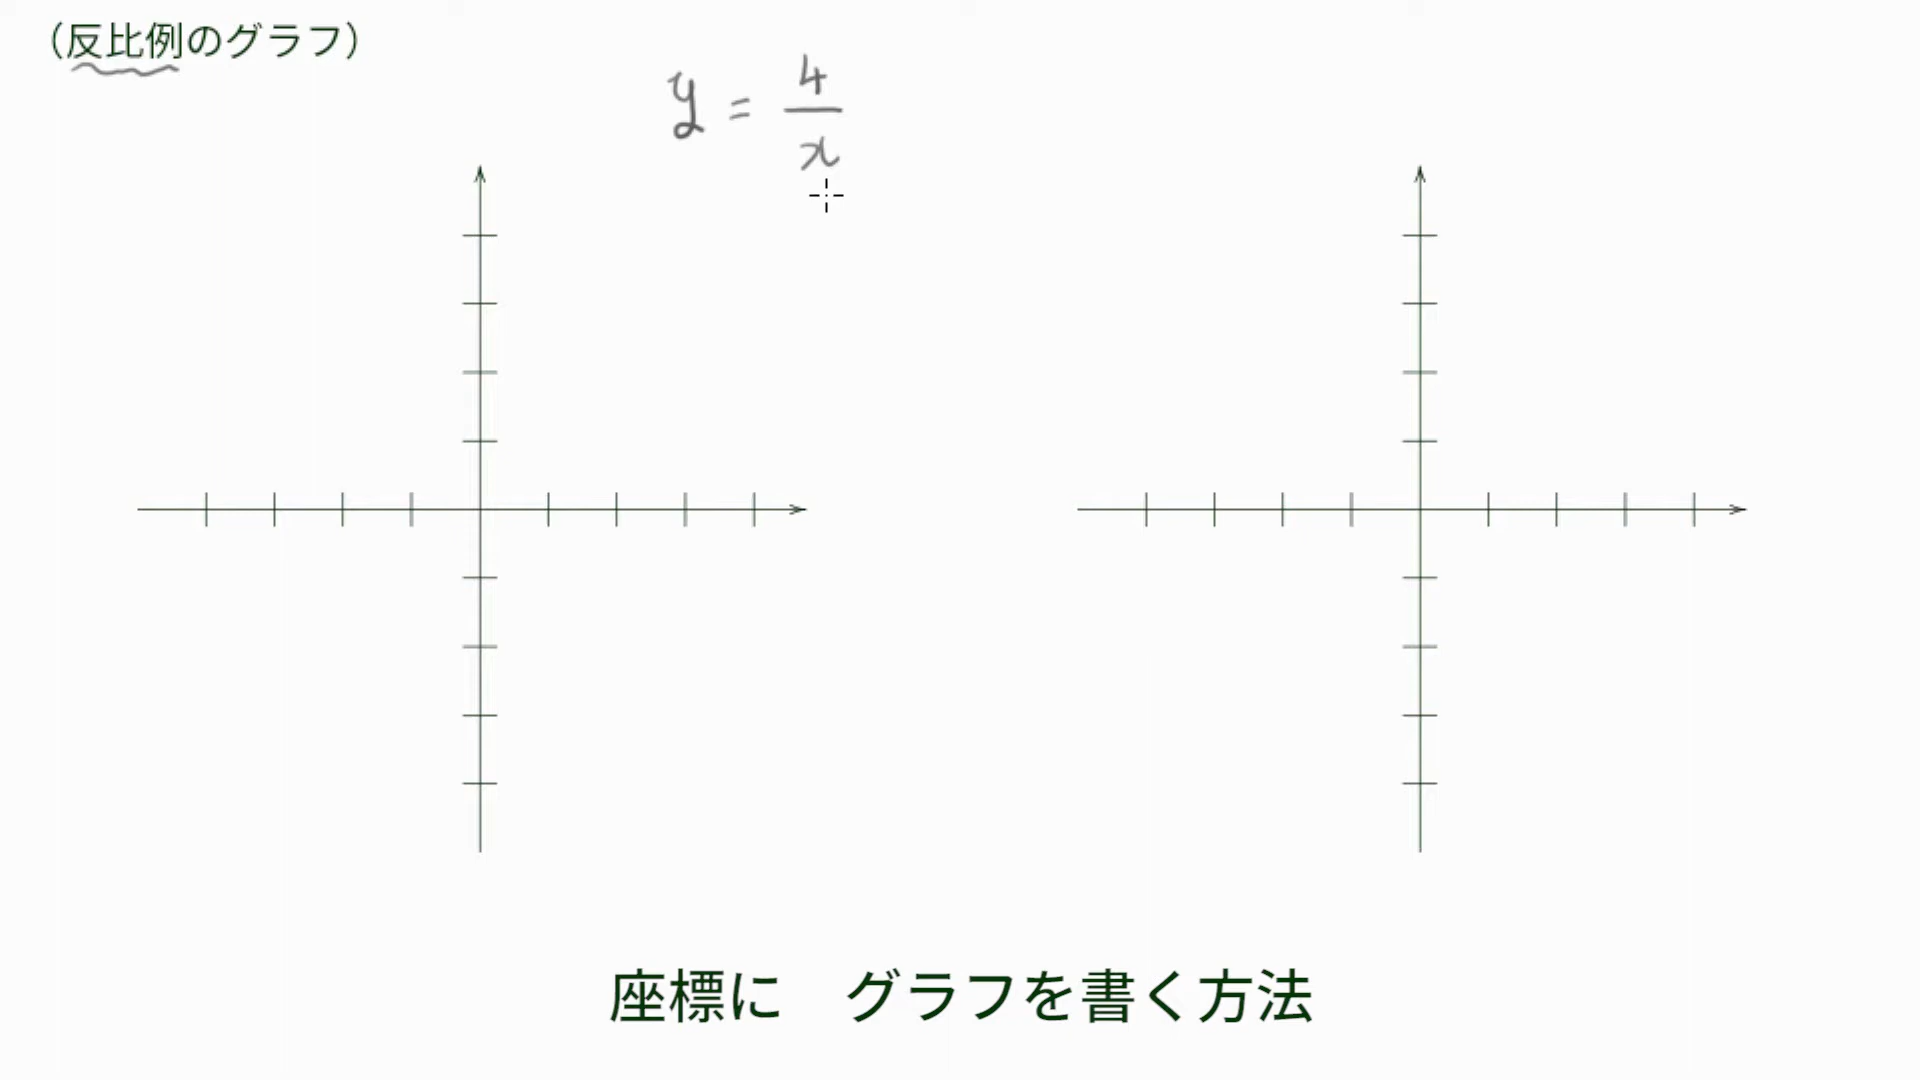 （反比例のグラフ）
y = 4/x
座標に　グラフを書く方法